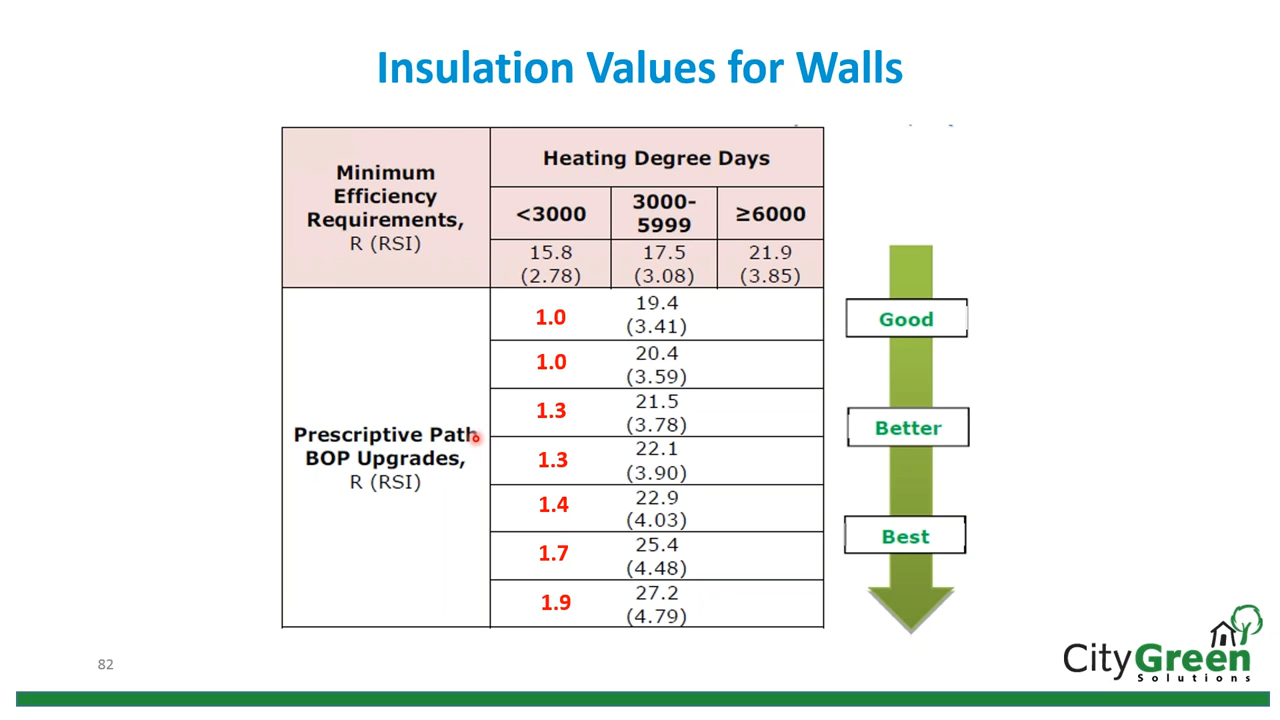 Insulation Values for Walls
Minimum
Efficiency
Requirements,
R (RSI)
Heating Degree Days
<3000
3000-
5999
≥6000
15.8
(2.78)
17.5
(3.08)
21.9
(3.85)
Prescriptive Path
BOP Upgrades,
R (RSI)
1.0
19.4
(3.41)
1.0
20.4
(3.59)
1.3
21.5
(3.78)
1.3
22.1
(3.90)
1.4
22.9
(4.03)
1.7
25.4
(4.48)
1.9
27.2
(4.79)
Good
Better
Best
82
CityGreen
Solutions